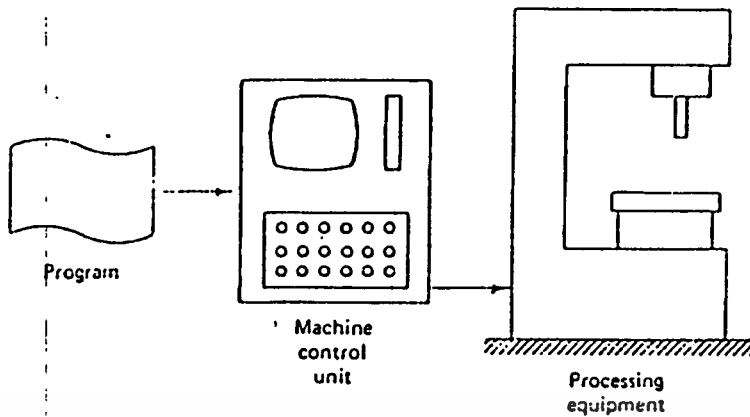 Program
Machine
control
unit
Processing
equipment